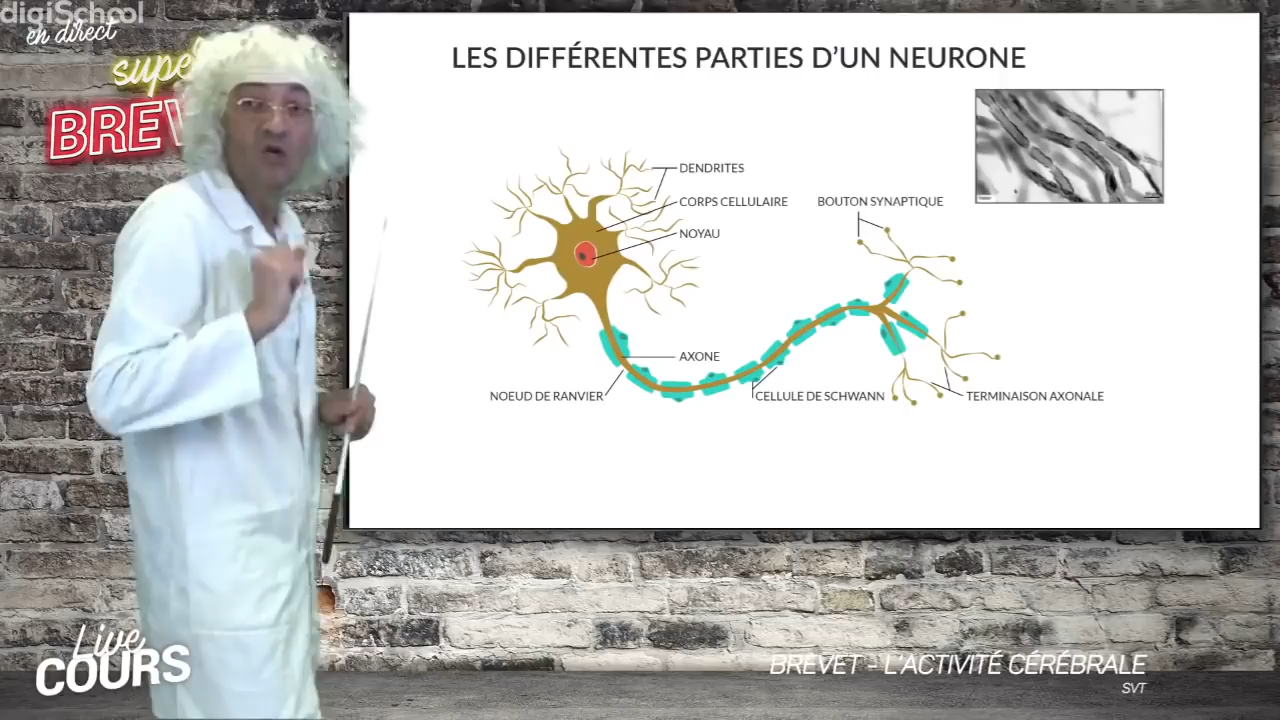 digiSchool
en direct
super
BREV
LES DIFFÉRENTES PARTIES D'UN NEURONE
DENDRITES
CORPS CELLULAIRE
BOUTON SYNAPTIQUE
NOYAU
AXONE
NOEUD DE RANVIER
CELLULE DE SCHWANN
TERMINAISON AXONALE
Live
COURS
BREVET - L'ACTIVITÉ CÉRÉBRALE
SVT